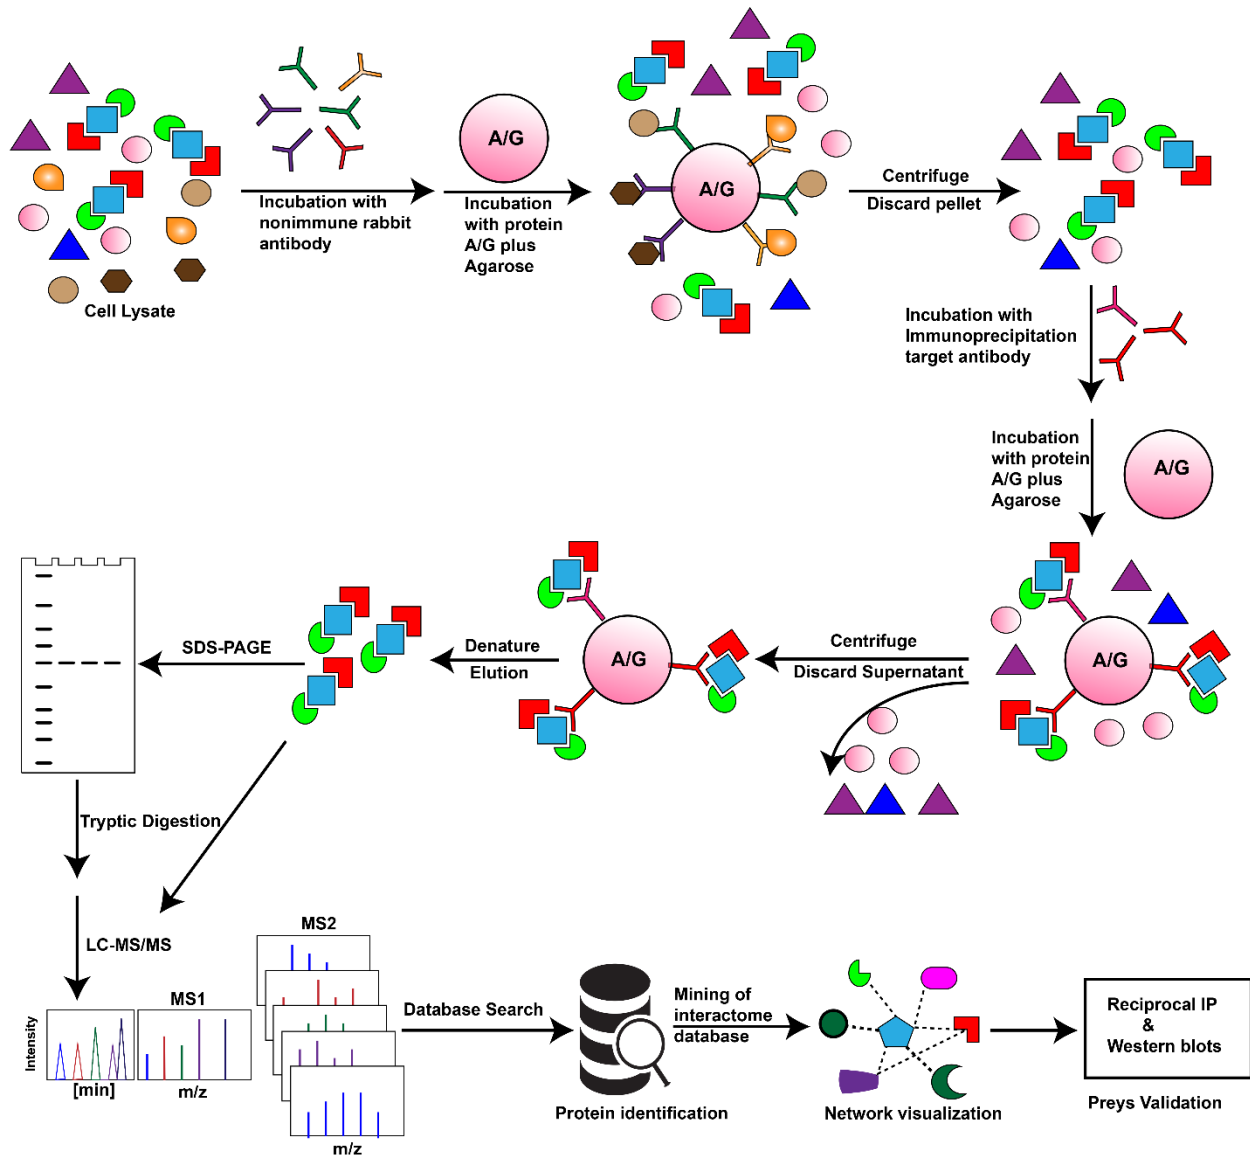 Cell Lysate
Incubation with
nonimmune rabbit
antibody
A/G
Incubation
with protein
A/G plus
Agarose
A/G
Centrifuge
Discard pellet
Incubation with
Immunoprecipitation
target antibody
Incubation
with protein
A/G plus
Agarose
A/G
A/G
Centrifuge
Discard Supernatant
A/G
Denature
Elution
SDS-PAGE
Tryptic Digestion
LC-MS/MS
Intensity
[min]
MS1
m/z
MS2
m/z
Database Search
Protein identification
Mining of
interactome
database
Network visualization
Reciprocal IP
&
Western blots
Preys Validation